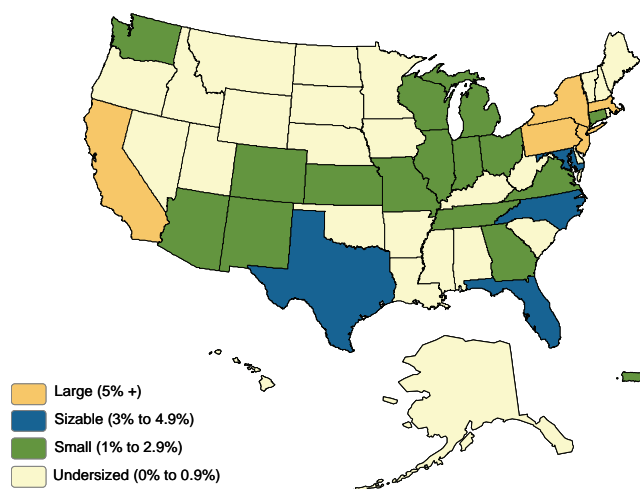 Large (5% +)
Sizable (3% to 4.9%)
Small (1% to 2.9%)
Undersized (0% to 0.9%)